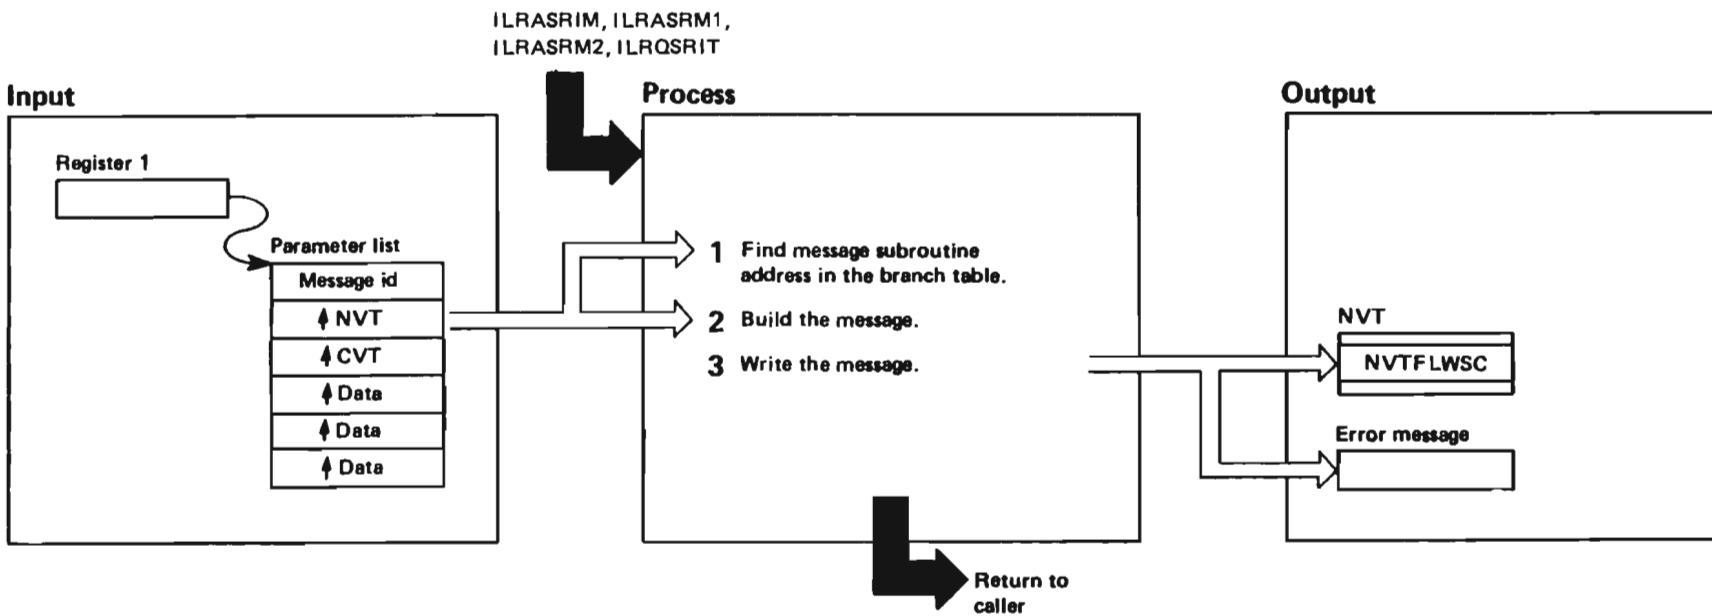 ILRASRIM, ILRASRM1,
ILRASRM2, ILRQSRIT
Input
Process
Output
Register 1
Parameter list
Message id
NVT
CVT
Data
Data
Data
1 Find message subroutine
address in the branch table.
2 Build the message.
3 Write the message.
NVT
NVTFLWSC
Error message
Return to
caller